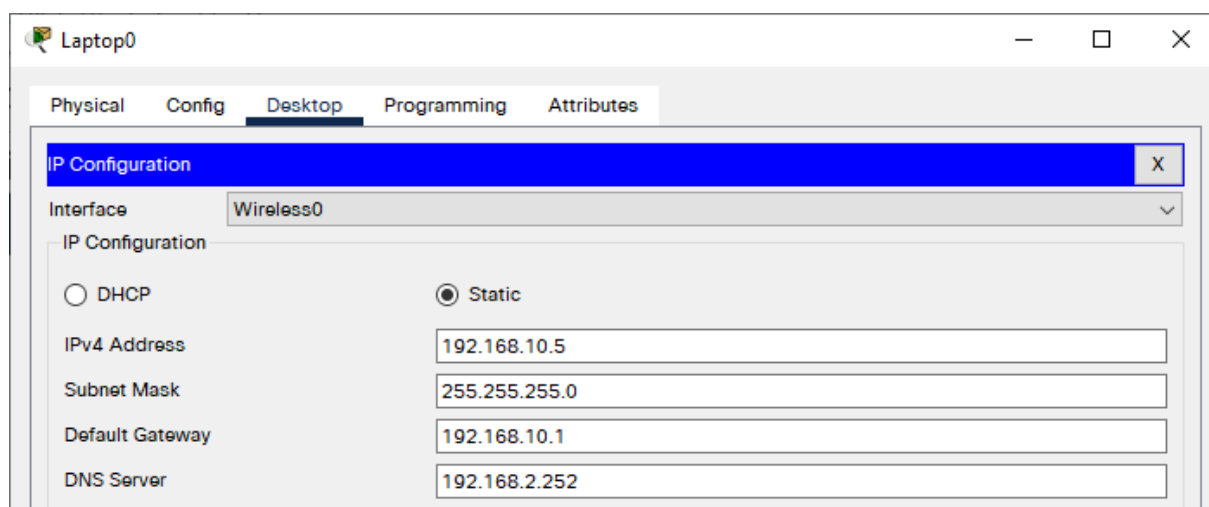 Laptop0
Physical Config Desktop Programming Attributes
IP Configuration X
Interface Wireless0
IP Configuration
DHCP Static
IPv4 Address 192.168.10.5
Subnet Mask 255.255.255.0
Default Gateway 192.168.10.1
DNS Server 192.168.2.252